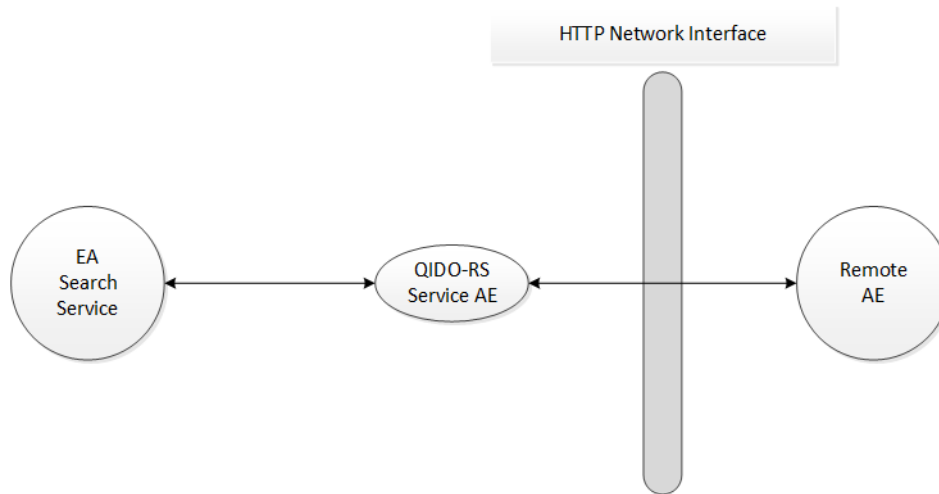 HTTP Network Interface
EA
Search
Service
QIDO-RS
Service AE
Remote
AE